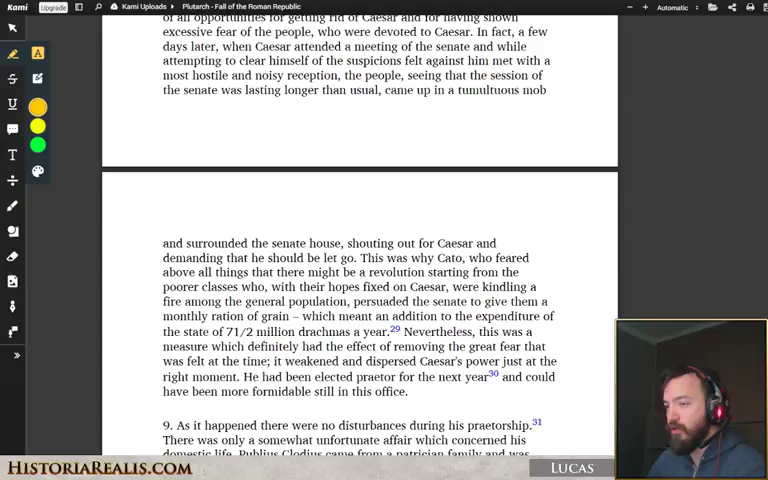 Kami
Upgrade
Kami Uploads
Plutarch - Fall of the Roman Republic
Automatic
of all opportunities for getting rid of Caesar and for having shown
excessive fear of the people, who were devoted to Caesar. In fact, a few
days later, when Caesar attended a meeting of the senate and while
attempting to clear himself of the suspicions felt against him met with a
most hostile and noisy reception, the people, seeing that the session of
the senate was lasting longer than usual, came up in a tumultuous mob
and surrounded the senate house, shouting out for Caesar and
demanding that he should be let go. This was why Cato, who feared
above all things that there might be a revolution starting from the
poorer classes who, with their hopes fixed on Caesar, were kindling a
fire among the general population, persuaded the senate to give them a
monthly ration of grain – which meant an addition to the expenditure of
the state of 71/2 million drachmas a year.29 Nevertheless, this was a
measure which definitely had the effect of removing the great fear that
was felt at the time; it weakened and dispersed Caesar's power just at the
right moment. He had been elected praetor for the next year30 and could
have been more formidable still in this office.
9. As it happened there were no disturbances during his praetorship.31
There was only a somewhat unfortunate affair which concerned his
domestic life. Publius Clodius came from a patrician family and was
HISTORIAREALIS.COM
LUCAS